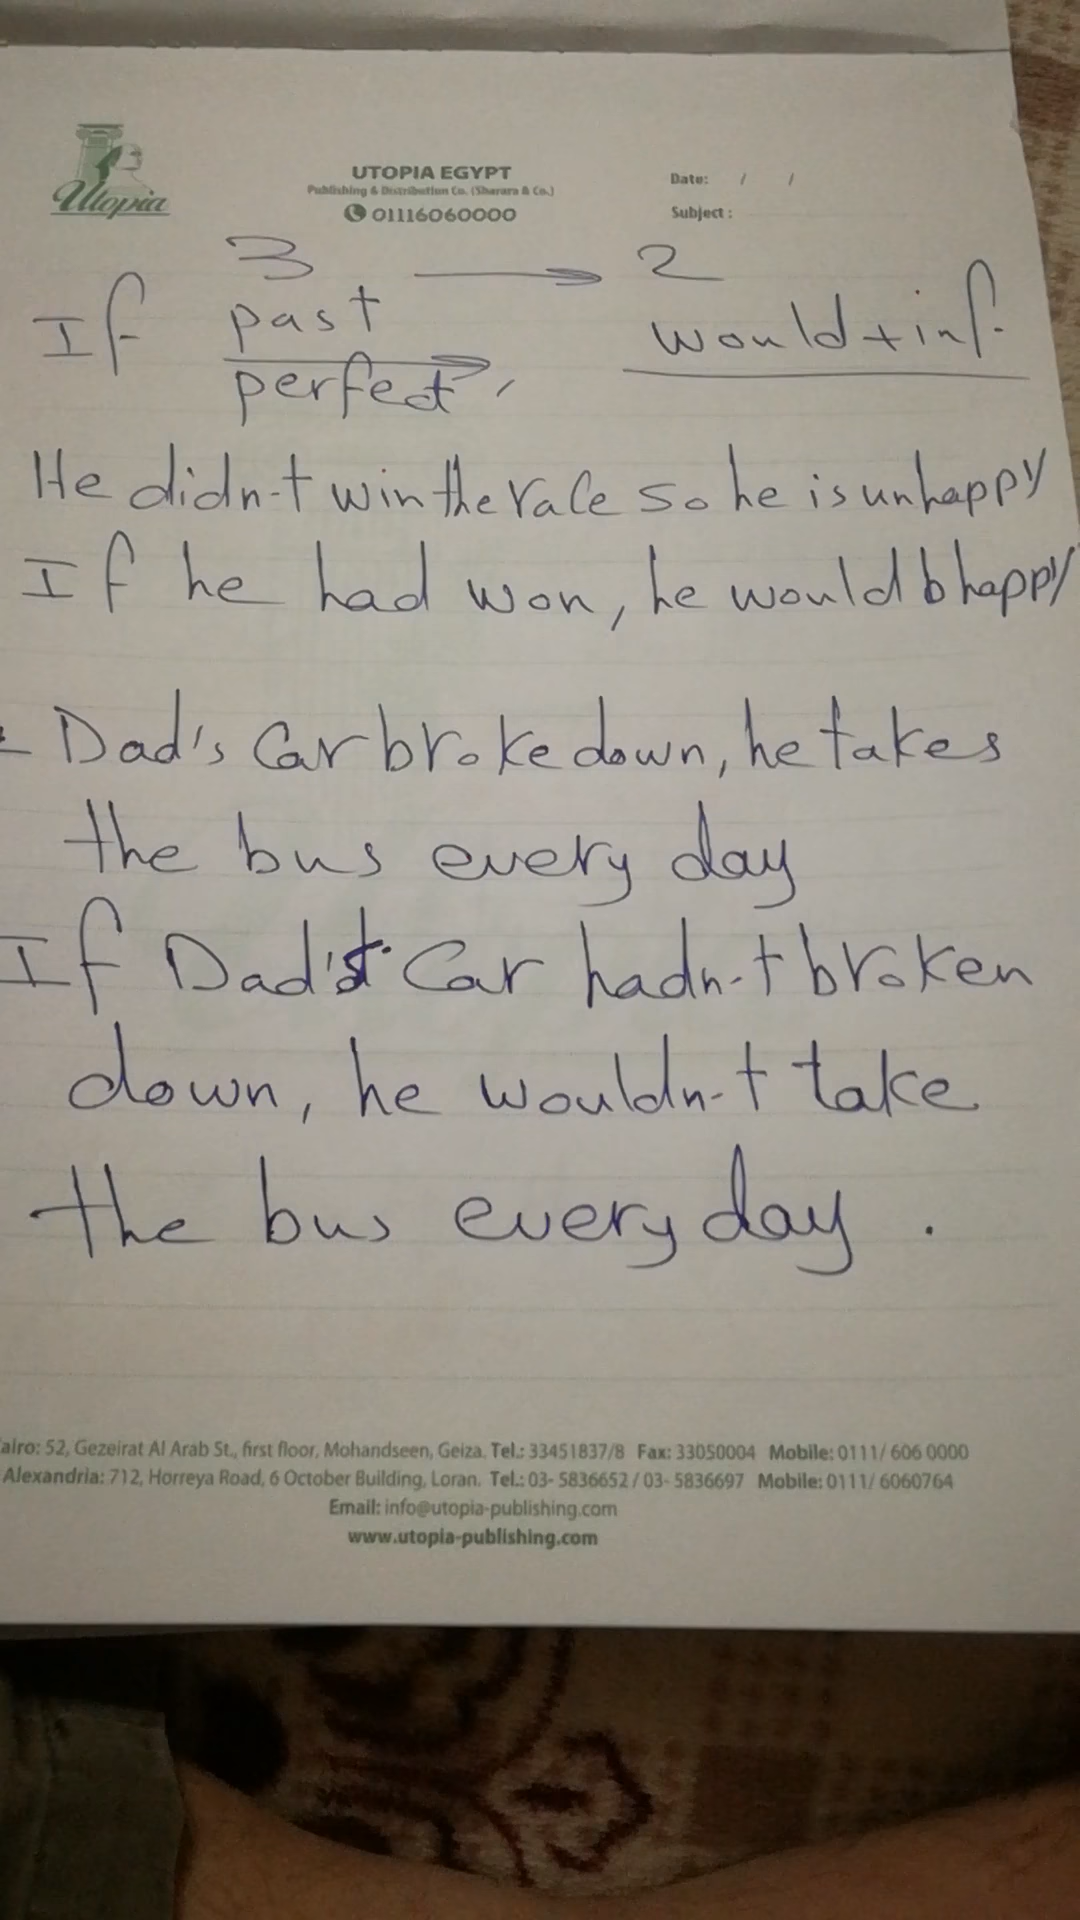 Utopia
UTOPIA EGYPT
Publishing & Distribution Co. (Sharara & Co.)
01116060000
Date: / /
Subject :
3 → 2
If past perfect, would + inf.
He didn-t win the race so he is unhappy
If he had won, he would b happy
- Dad's Car broke down, he takes
the bus every day
If Dad's Car hadn-t broken
down, he wouldn-t take
the bus every day .
airo: 52, Gezeirat Al Arab St., first floor, Mohandseen, Geiza. Tel.: 33451837/8 Fax: 33050004 Mobile: 0111/ 606 0000
Alexandria: 712, Horreya Road, 6 October Building, Loran. Tel.: 03- 5836652 / 03- 5836697 Mobile: 0111/ 6060764
Email: info@utopia-publishing.com
www.utopia-publishing.com